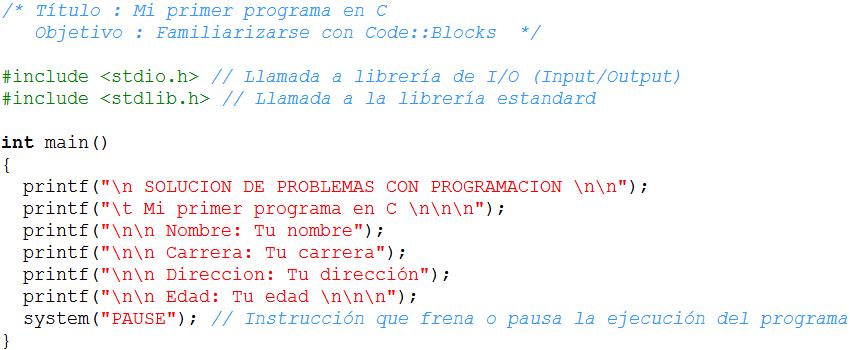 /* Título : Mi primer programa en C
Objetivo : Familiarizarse con Code::Blocks */
#include <stdio.h> // Llamada a librería de I/O (Input/Output)
#include <stdlib.h> // Llamada a la librería estandard
int main()
{
printf("\n SOLUCION DE PROBLEMAS CON PROGRAMACION \n\n");
printf("\t Mi primer programa en C \n\n\n");
printf("\n\n Nombre: Tu nombre");
printf("\n\n Carrera: Tu carrera");
printf("\n\n Direccion: Tu dirección");
printf("\n\n Edad: Tu edad \n\n\n");
system("PAUSE"); // Instrucción que frena o pausa la ejecución del programa
}